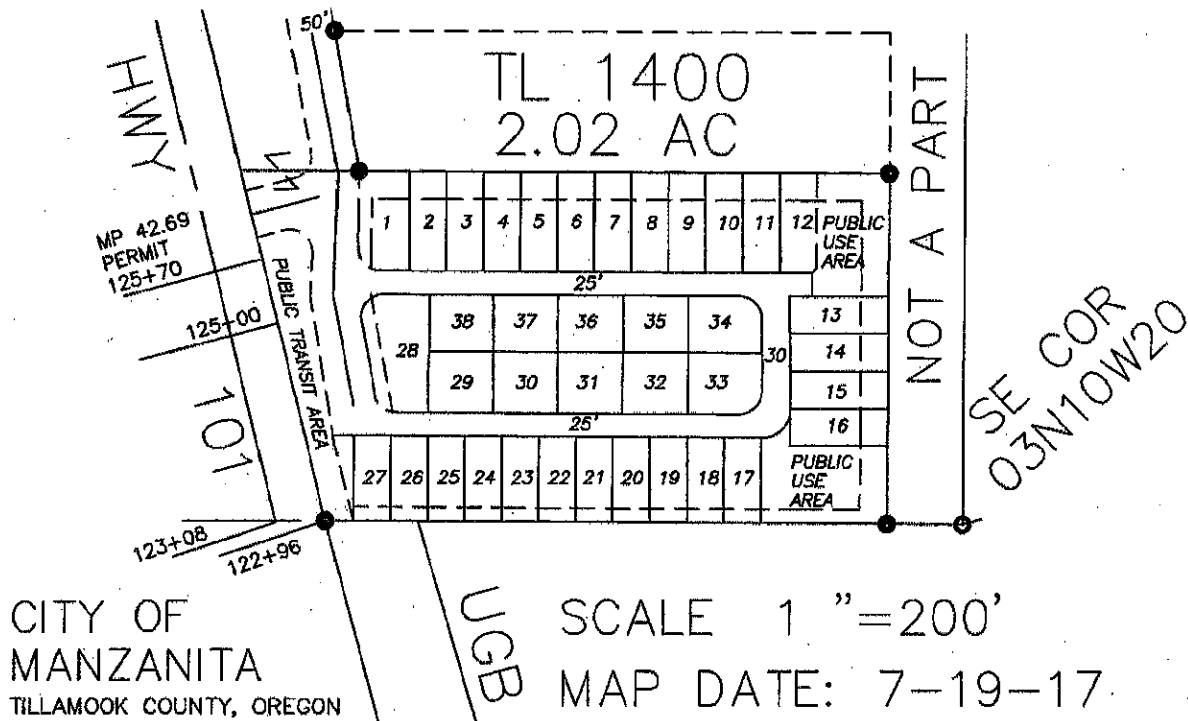 50'
TL 1400
2.02 AC
HWY
101
NOT A PART
MP 42.69
PERMIT
125+70
125+00
PUBLIC TRANSIT AREA
1 2 3 4 5 6 7 8 9 10 11 12
PUBLIC
USE
AREA
25'
38 37 36 35 34
28
30
29 30 31 32 33
13
14
15
16
25'
27 26 25 24 23 22 21 20 19 18 17
PUBLIC
USE
AREA
SE COR
03N10W20
123+08
122+96
UGB
CITY OF
MANZANITA
TILLAMOOK COUNTY, OREGON
SCALE 1 "=200'
MAP DATE: 7-19-17